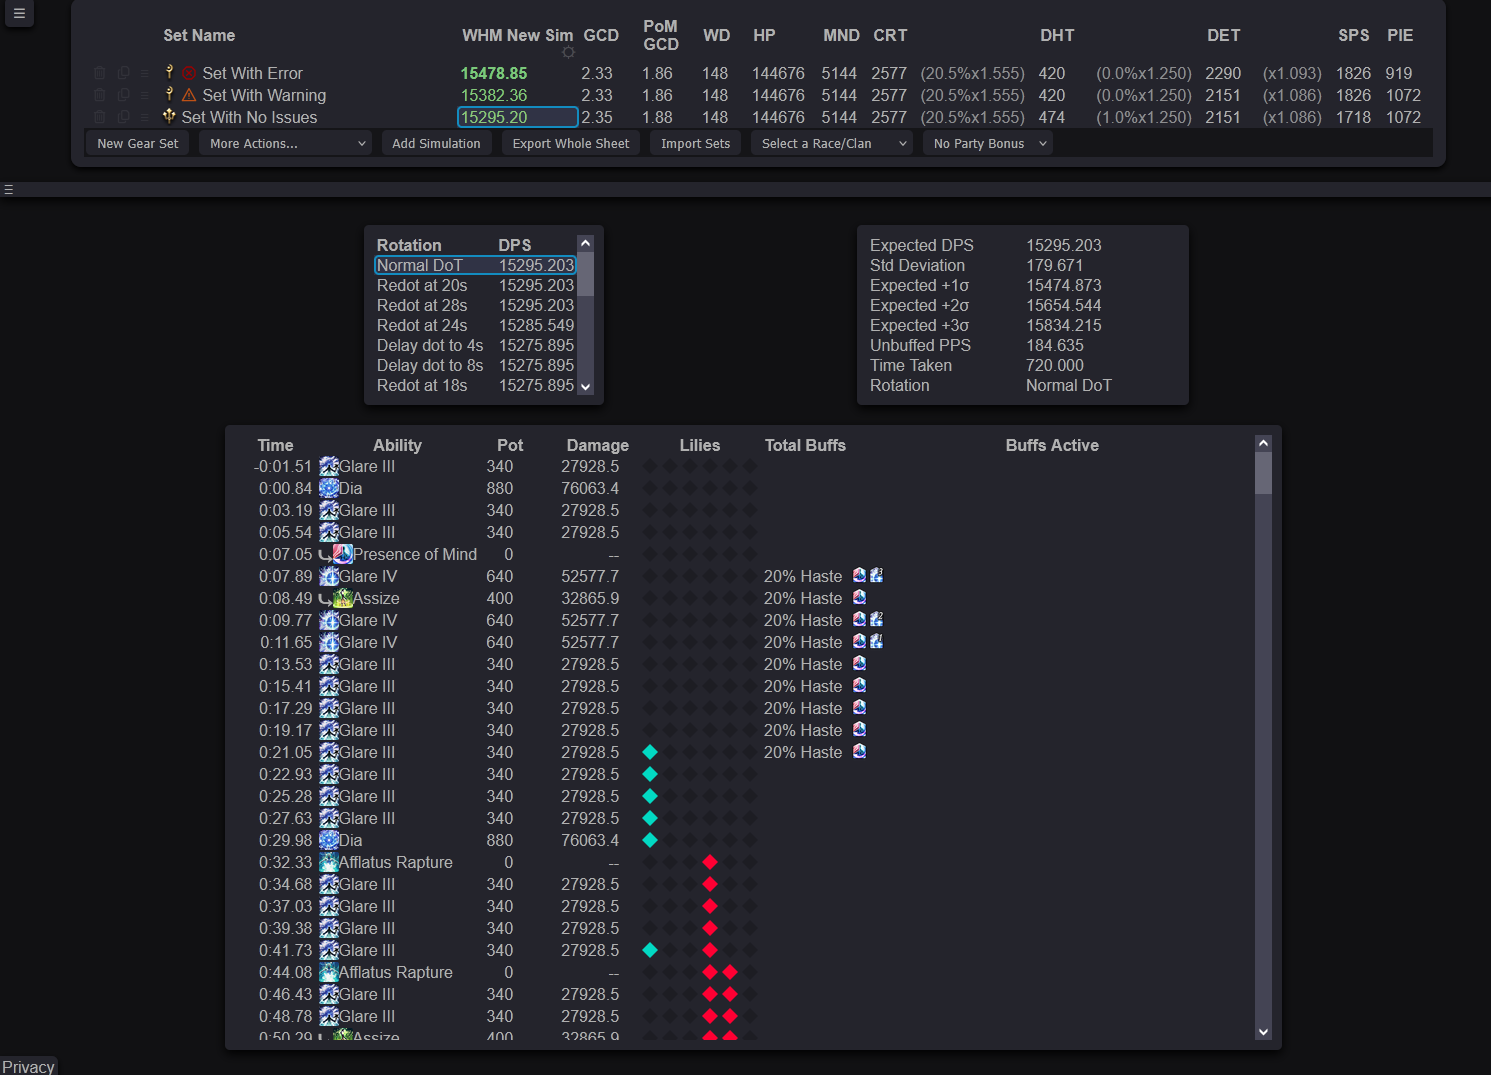 Set Name WHM New Sim GCD PoM GCD WD HP MND CRT DHT DET SPS PIE
Set With Error 15478.85 2.33 1.86 148 144676 5144 2577 (20.5%x1.555) 420 (0.0%x1.250) 2290 (x1.093) 1826 919
Set With Warning 15382.36 2.33 1.86 148 144676 5144 2577 (20.5%x1.555) 420 (0.0%x1.250) 2151 (x1.086) 1826 1072
Set With No Issues 15295.20 2.35 1.88 148 144676 5144 2577 (20.5%x1.555) 474 (1.0%x1.250) 2151 (x1.086) 1718 1072
New Gear Set More Actions... Add Simulation Export Whole Sheet Import Sets Select a Race/Clan No Party Bonus
Rotation DPS
Normal DoT 15295.203
Redot at 20s 15295.203
Redot at 28s 15295.203
Redot at 24s 15285.549
Delay dot to 4s 15275.895
Delay dot to 8s 15275.895
Redot at 18s 15275.895
Expected DPS 15295.203
Std Deviation 179.671
Expected +1σ 15474.873
Expected +2σ 15654.544
Expected +3σ 15834.215
Unbuffed PPS 184.635
Time Taken 720.000
Rotation Normal DoT
Time Ability Pot Damage Lilies Total Buffs Buffs Active
-0:01.51 Glare III 340 27928.5
0:00.84 Dia 880 76063.4
0:03.19 Glare III 340 27928.5
0:05.54 Glare III 340 27928.5
0:07.05 Presence of Mind 0 --
0:07.89 Glare IV 640 52577.7 20% Haste 3
0:08.49 Assize 400 32865.9 20% Haste
0:09.77 Glare IV 640 52577.7 20% Haste 2
0:11.65 Glare IV 640 52577.7 20% Haste 1
0:13.53 Glare III 340 27928.5 20% Haste
0:15.41 Glare III 340 27928.5 20% Haste
0:17.29 Glare III 340 27928.5 20% Haste
0:19.17 Glare III 340 27928.5 20% Haste
0:21.05 Glare III 340 27928.5 20% Haste
0:22.93 Glare III 340 27928.5
0:25.28 Glare III 340 27928.5
0:27.63 Glare III 340 27928.5
0:29.98 Dia 880 76063.4
0:32.33 Afflatus Rapture 0 --
0:34.68 Glare III 340 27928.5
0:37.03 Glare III 340 27928.5
0:39.38 Glare III 340 27928.5
0:41.73 Glare III 340 27928.5
0:44.08 Afflatus Rapture 0 --
0:46.43 Glare III 340 27928.5
0:48.78 Glare III 340 27928.5
0:50.29 Assize 400 32865.9
Privacy